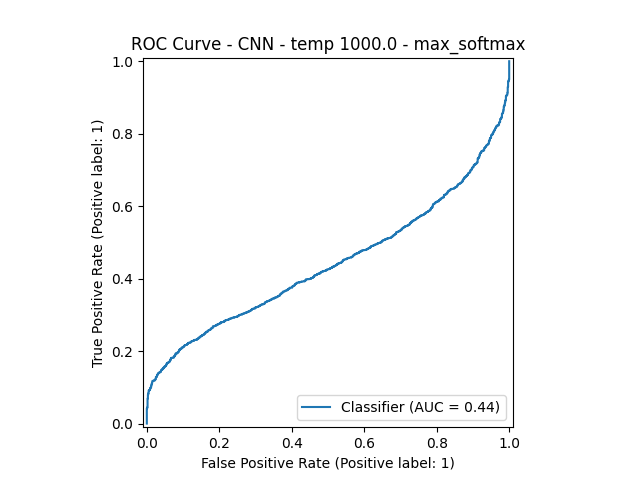 ROC Curve - CNN - temp 1000.0 - max_softmax
1.0
0.8
0.6
0.4
0.2
0.0
True Positive Rate (Positive label: 1)
Classifier (AUC = 0.44)
0.0 0.2 0.4 0.6 0.8 1.0
False Positive Rate (Positive label: 1)